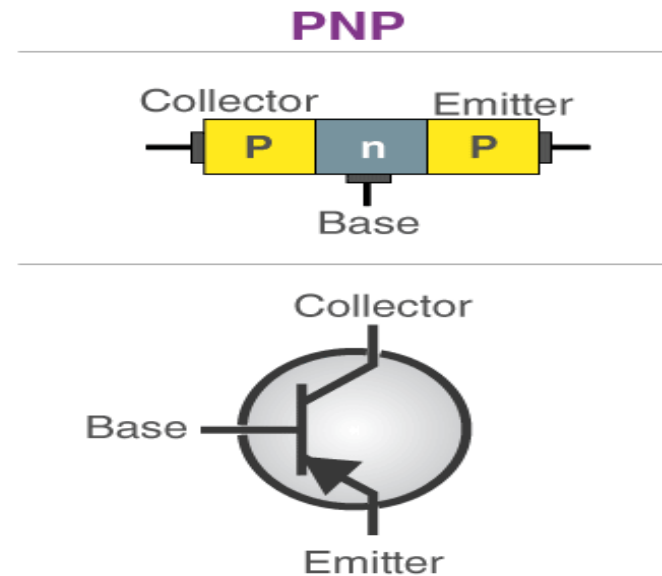 PNP
Collector Emitter
P n P
Base
Collector
Base
Emitter